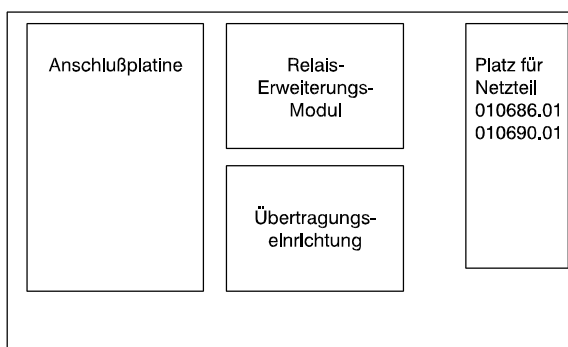 Anschlußplatine
Relais-
Erweiterungs-
Modul
Übertragungs-
einrichtung
Platz für
Netzteil
010686.01
010690.01